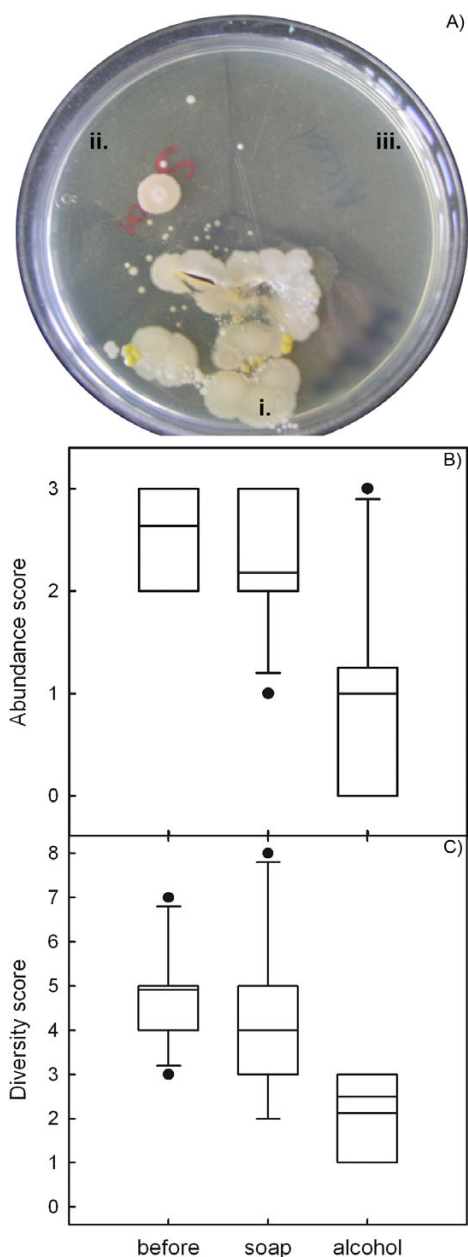 A)
ii.
iii.
i.
B)
3
2
1
0
Abundance score
C)
8
7
6
5
4
3
2
1
0
Diversity score
before soap alcohol